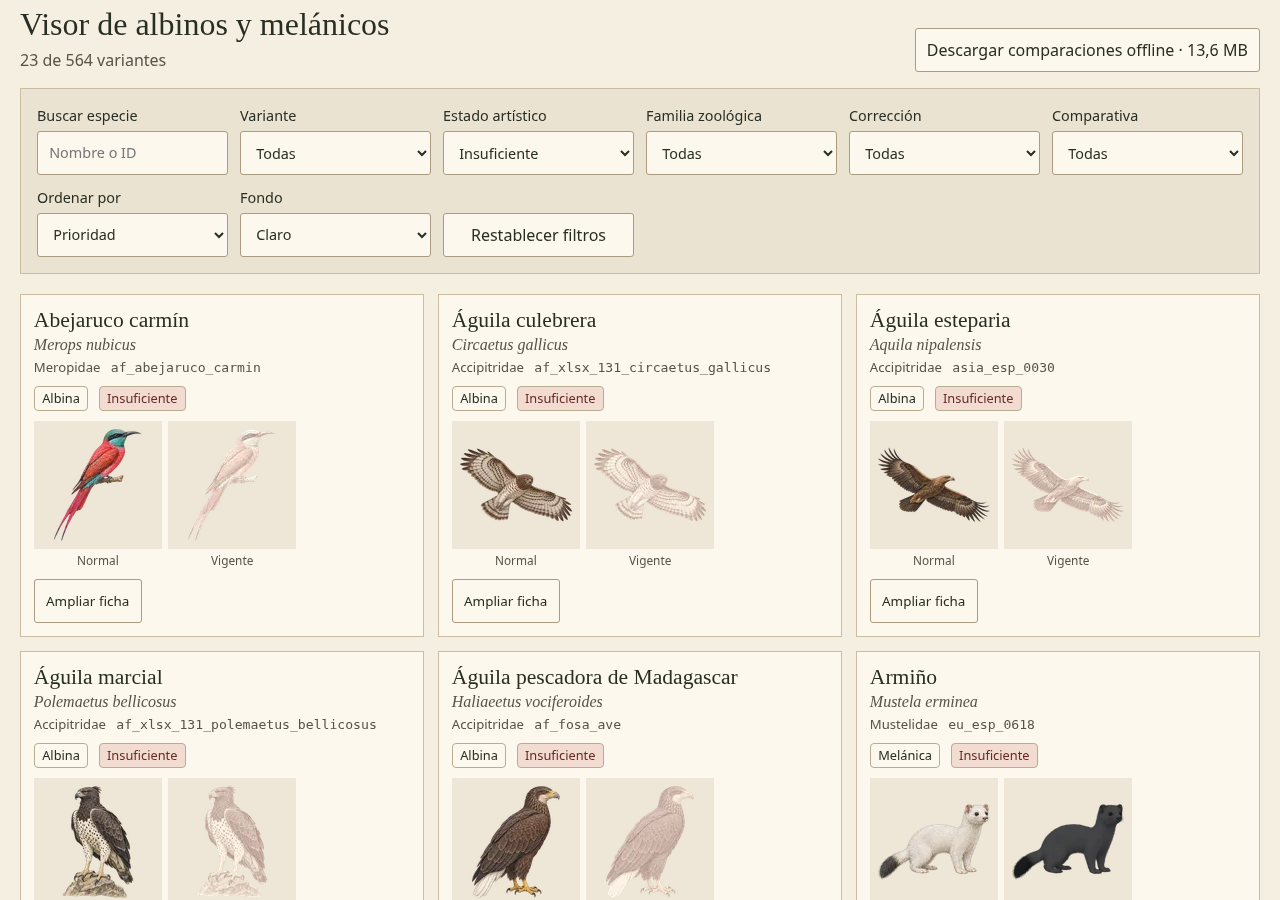 Visor de albinos y melánicos
23 de 564 variantes
Descargar comparaciones offline · 13,6 MB
Buscar especie
Variante
Estado artístico
Familia zoológica
Corrección
Comparativa
Nombre o ID
Todas
Insuficiente
Todas
Todas
Todas
Ordenar por
Fondo
Prioridad
Claro
Restablecer filtros
Abejaruco carmín
Merops nubicus
Meropidae af_abejaruco_carmin
Albina Insuficiente
Normal Vigente
Ampliar ficha
Águila culebrera
Circaetus gallicus
Accipitridae af_xlsx_131_circaetus_gallicus
Albina Insuficiente
Normal Vigente
Ampliar ficha
Águila esteparia
Aquila nipalensis
Accipitridae asia_esp_0030
Albina Insuficiente
Normal Vigente
Ampliar ficha
Águila marcial
Polemaetus bellicosus
Accipitridae af_xlsx_131_polemaetus_bellicosus
Albina Insuficiente
Águila pescadora de Madagascar
Haliaeetus vociferoides
Accipitridae af_fosa_ave
Albina Insuficiente
Armiño
Mustela erminea
Mustelidae eu_esp_0618
Melánica Insuficiente